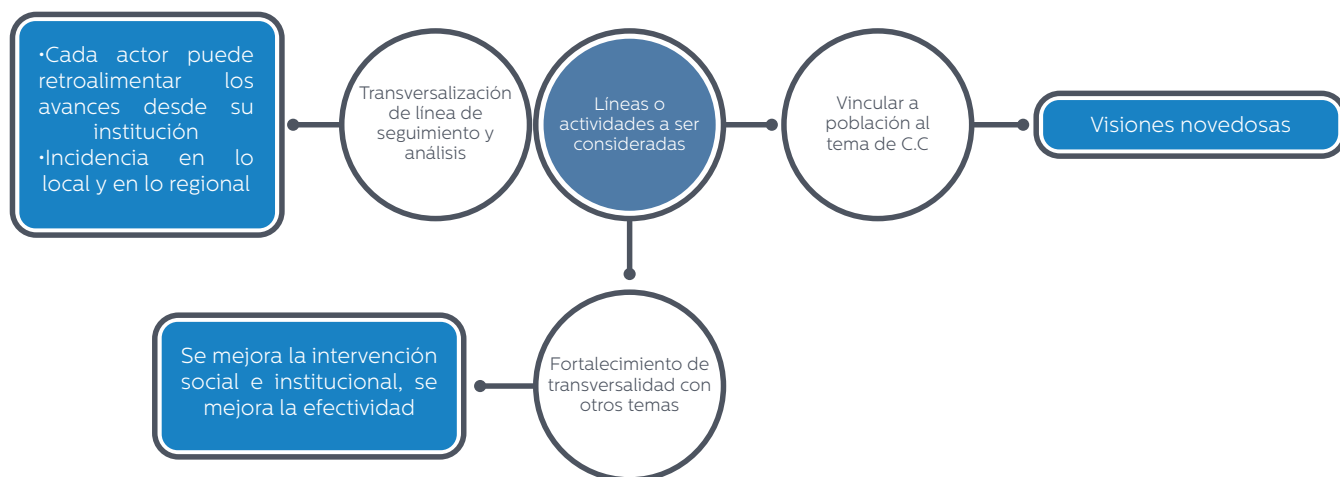 ·Cada actor puede
retroalimentar los
avances desde su
institución
·Incidencia en lo
local y en lo regional
Transversalización
de línea de
seguimiento y
análisis
Líneas o
actividades a ser
consideradas
Vincular a
población al
tema de C.C
Visiones novedosas
Se mejora la intervención
social e institucional, se
mejora la efectividad
Fortalecimiento de
transversalidad con
otros temas